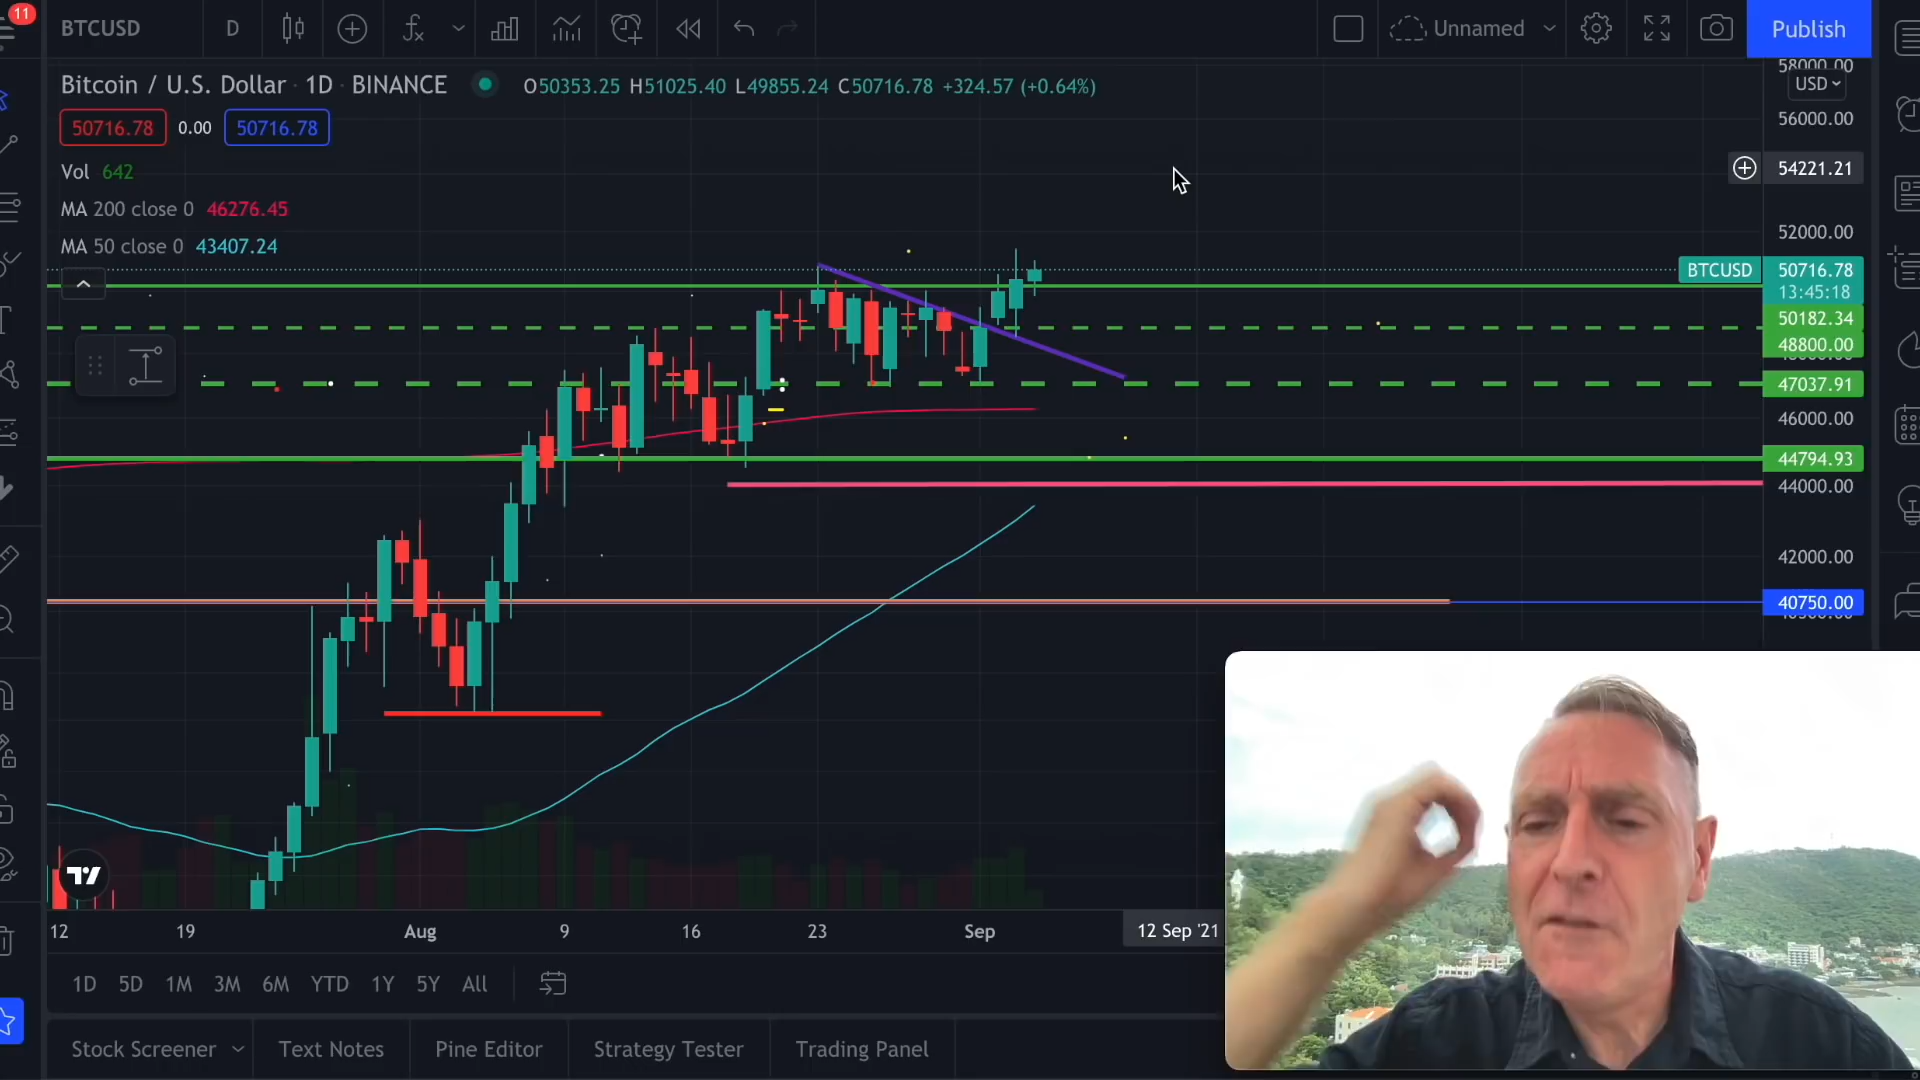 11
BTCUSD D Unnamed Publish
Bitcoin / U.S. Dollar · 1D · BINANCE O50353.25 H51025.40 L49855.24 C50716.78 +324.57 (+0.64%)
50716.78 0.00 50716.78
Vol 642
MA 200 close 0 46276.45
MA 50 close 0 43407.24
58000.00
USD
56000.00
54221.21
52000.00
BTCUSD 50716.78
13:45:18
50182.34
48800.00
47037.91
46000.00
44794.93
44000.00
42000.00
40750.00
12 19 Aug 9 16 23 Sep 12 Sep '21
1D 5D 1M 3M 6M YTD 1Y 5Y All
Stock Screener Text Notes Pine Editor Strategy Tester Trading Panel